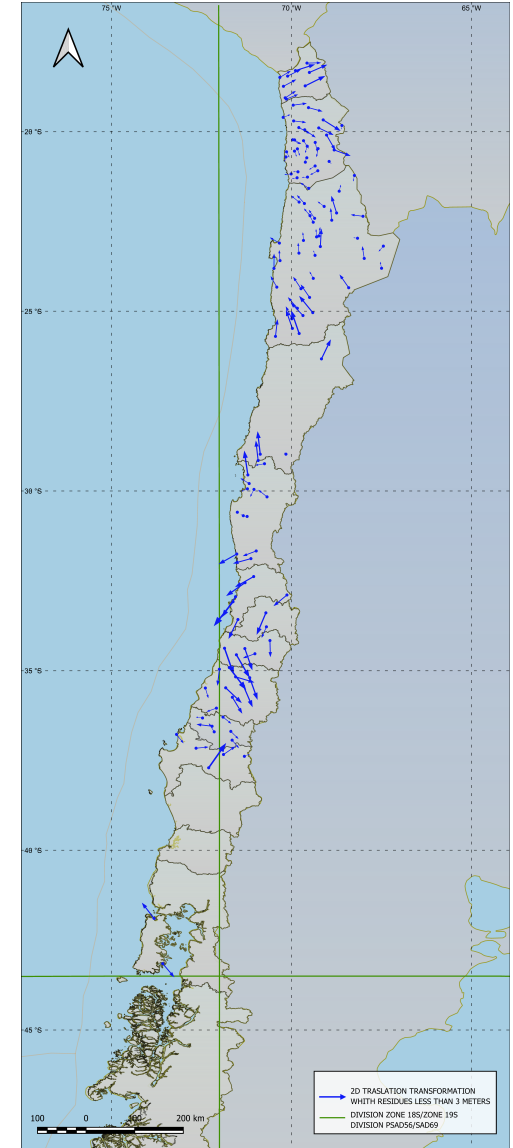 75°W 70°W 65°W
20°S
25°S
30°S
35°S
40°S
45°S
2D TRASLATION TRANSFORMATION
WHITH RESIDUES LESS THAN 3 METERS
DIVISION ZONE 18S/ZONE 19S
DIVISION PSAD56/SAD69
100 0 100 200 km